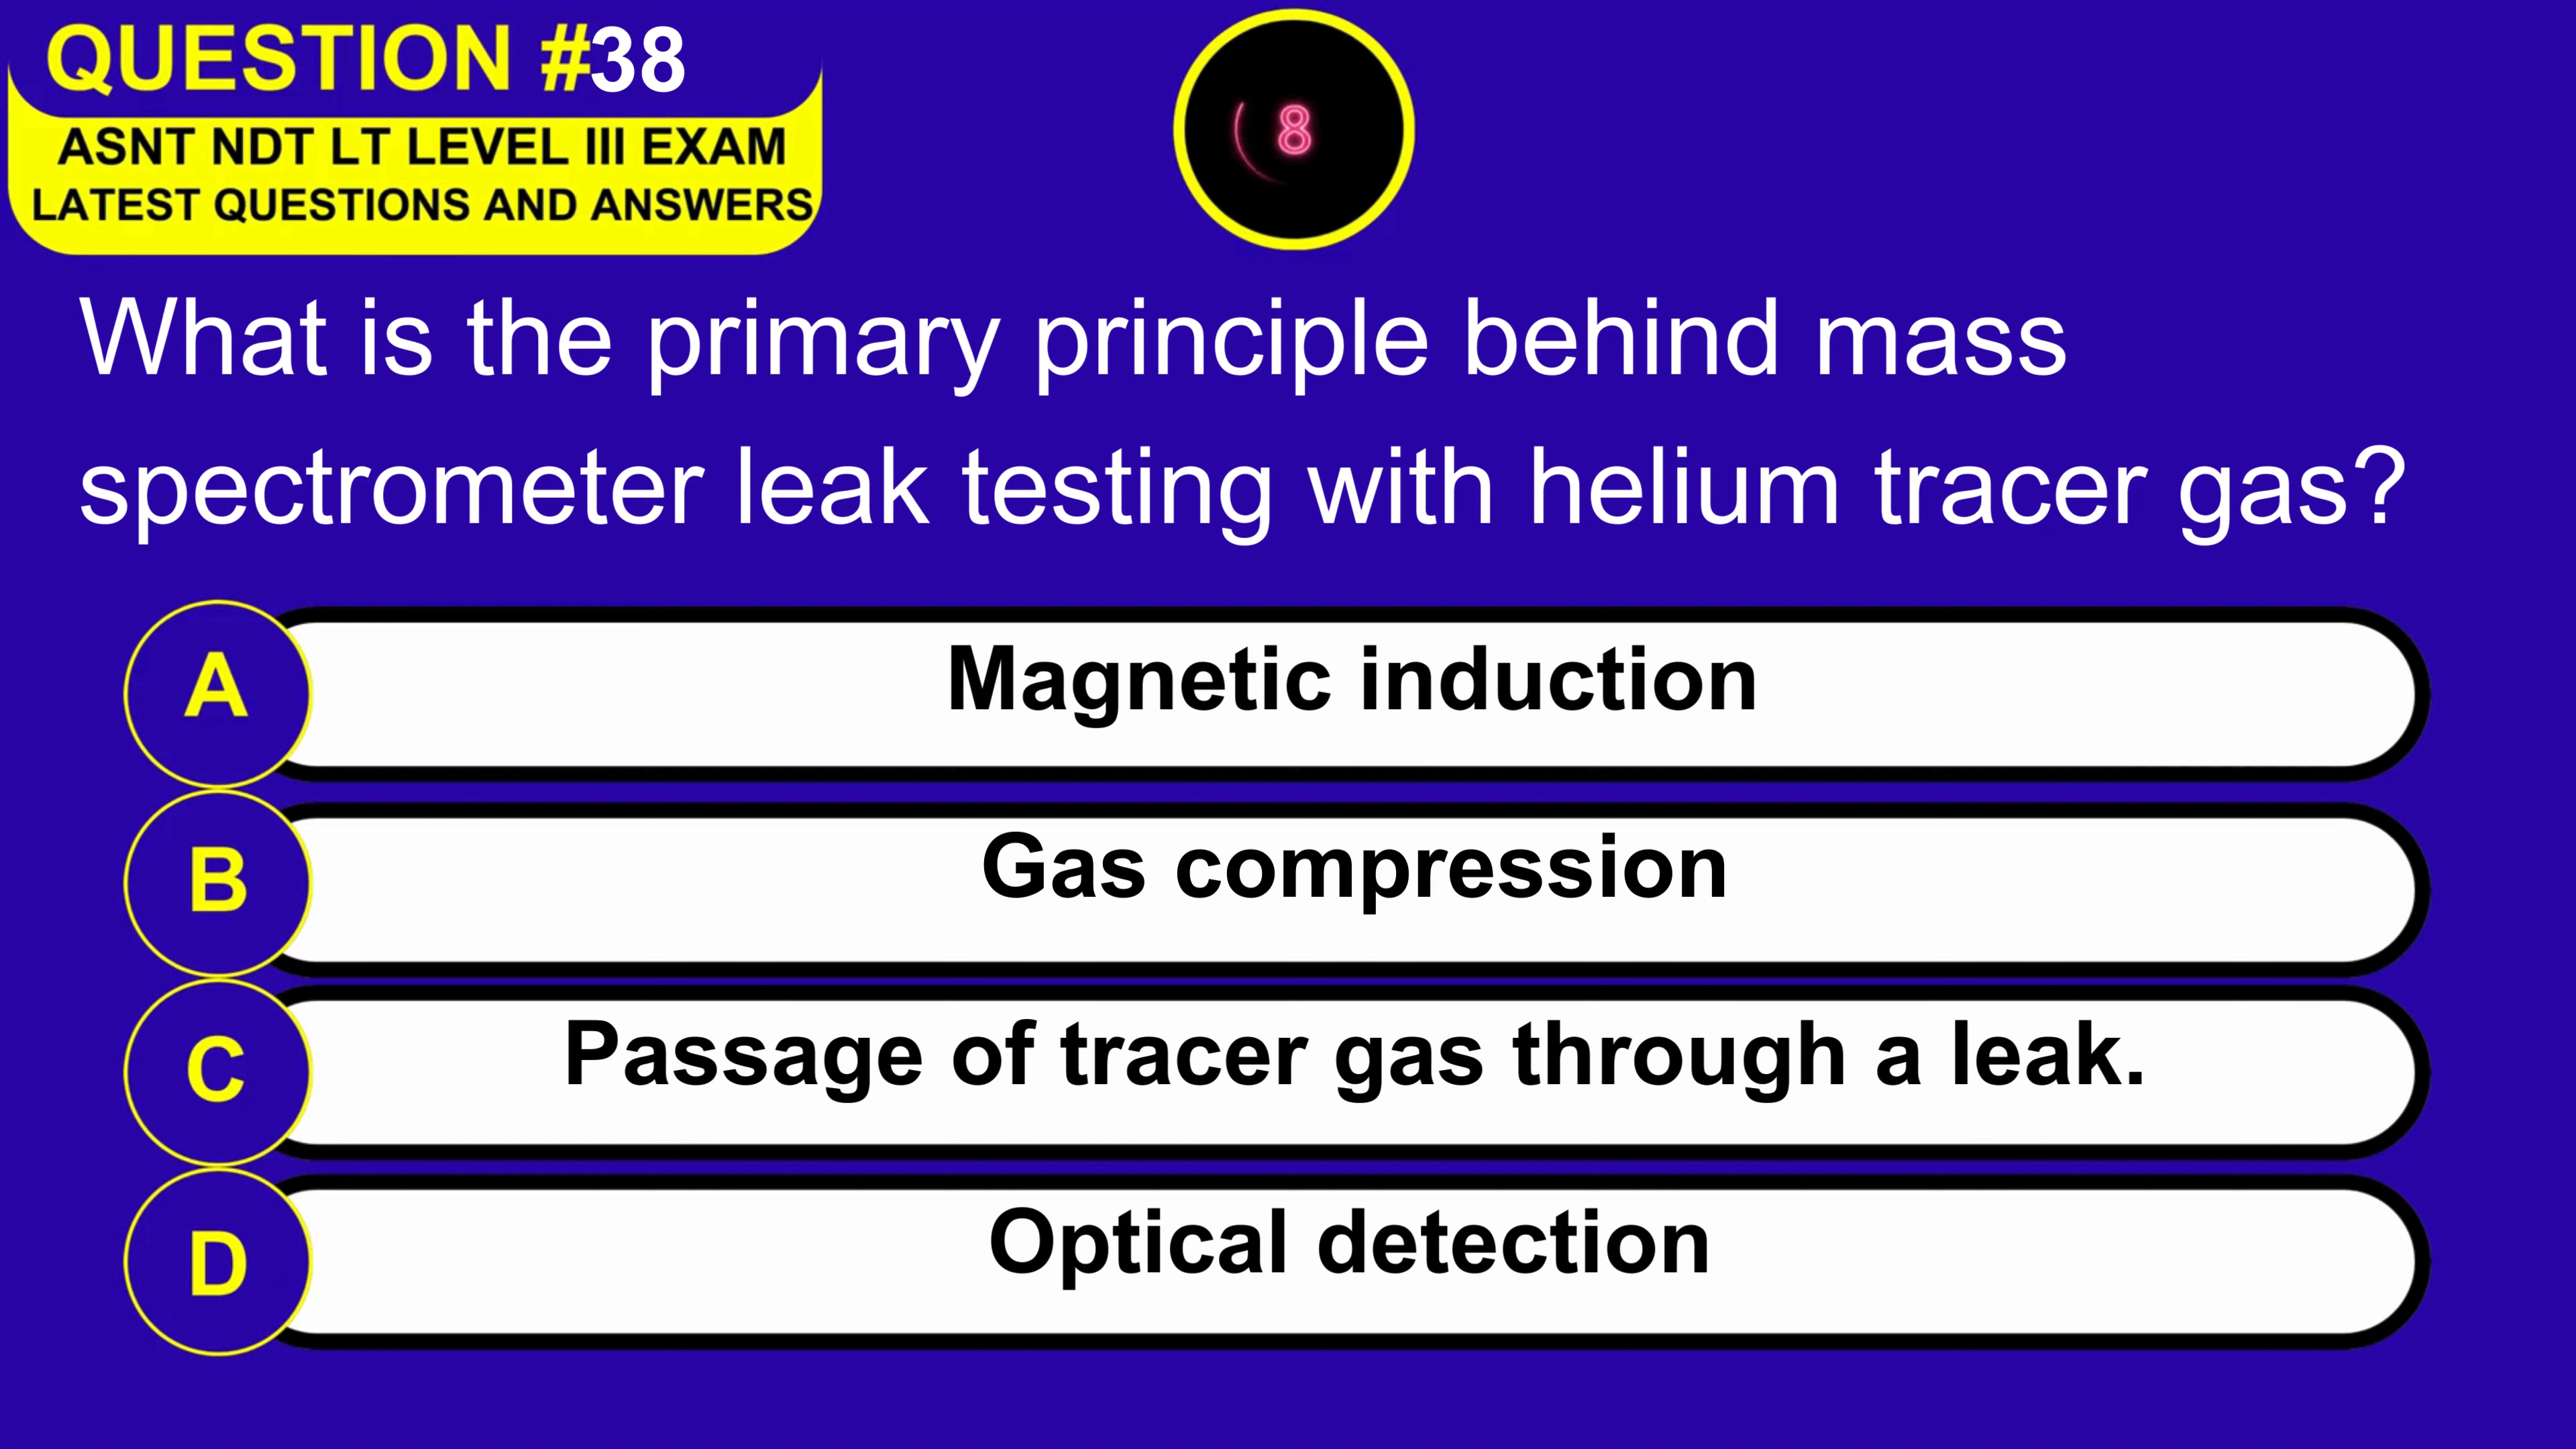 QUESTION #38
ASNT NDT LT LEVEL III EXAM
LATEST QUESTIONS AND ANSWERS
8
What is the primary principle behind mass
spectrometer leak testing with helium tracer gas?
A Magnetic induction
B Gas compression
C Passage of tracer gas through a leak.
D Optical detection